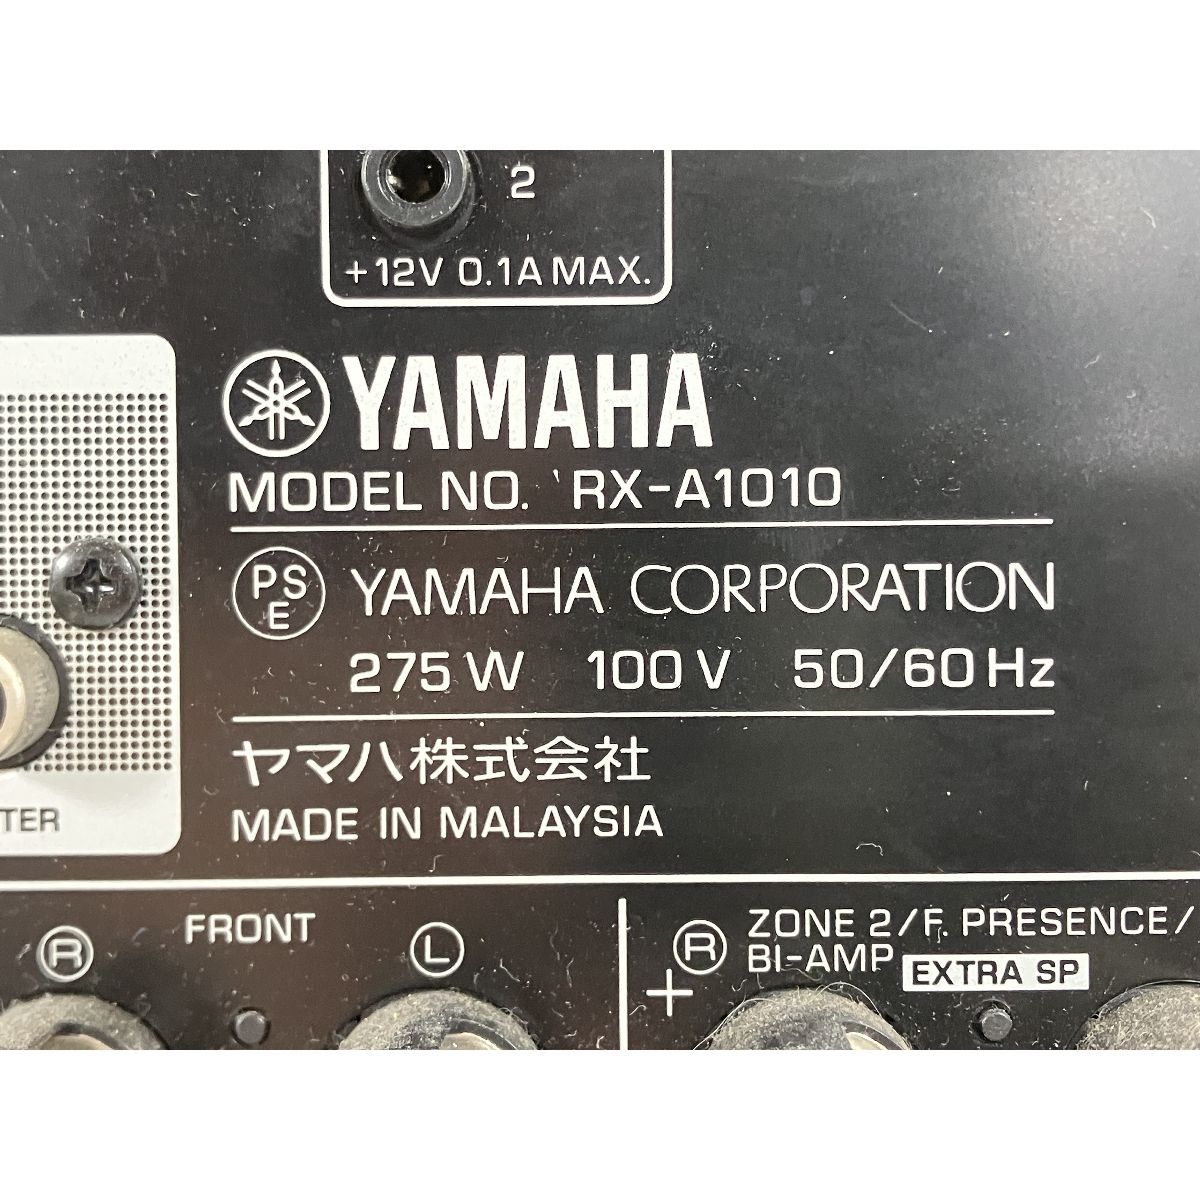 2
+12V 0.1A MAX.
YAMAHA
MODEL NO. RX-A1010
PSE YAMAHA CORPORATION
275 W 100 V 50/60 Hz
ヤマハ株式会社
MADE IN MALAYSIA
TER
R FRONT L
R ZONE 2/F. PRESENCE/
+ BI-AMP EXTRA SP